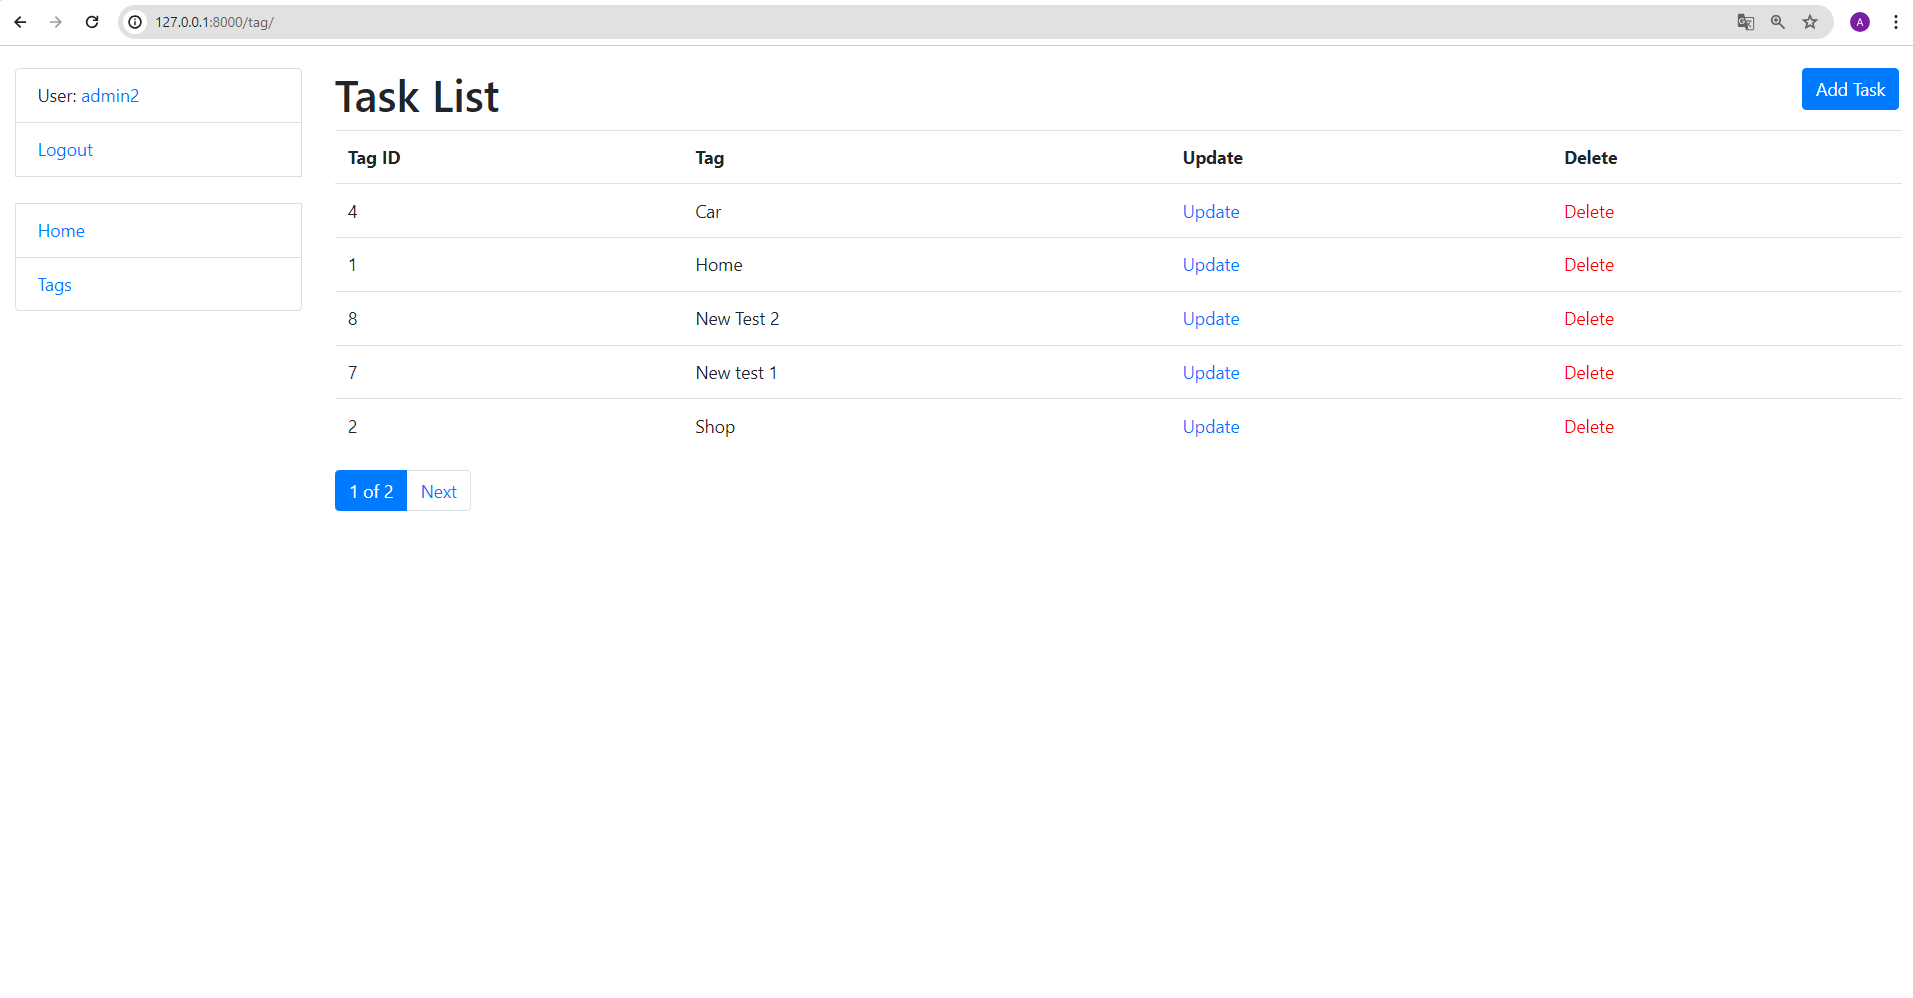 127.0.0.1:8000/tag/
A
User: admin2
Logout
Home
Tags
Task List
Add Task
Tag ID Tag Update Delete
4 Car Update Delete
1 Home Update Delete
8 New Test 2 Update Delete
7 New test 1 Update Delete
2 Shop Update Delete
1 of 2 Next